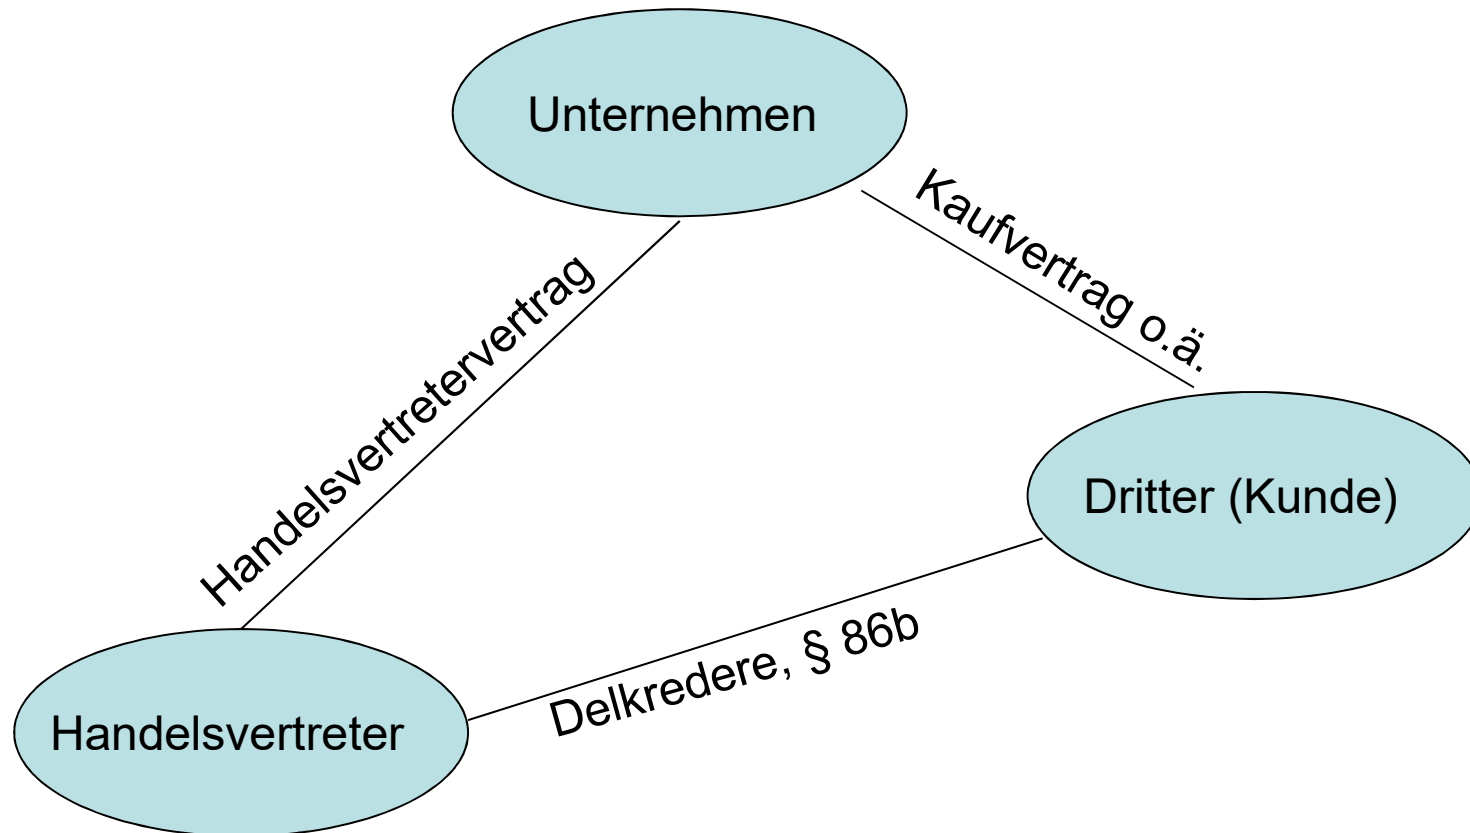 Unternehmen
Kaufvertrag o.ä.
Handelsvertretervertrag
Dritter (Kunde)
Delkredere, § 86b
Handelsvertreter